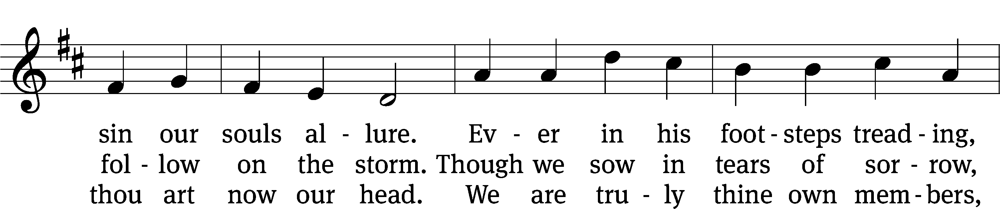 sin our souls al - lure. Ev - er in his foot - steps tread - ing,
fol - low on the storm. Though we sow in tears of sor - row,
thou art now our head. We are tru - ly thine own mem - bers,